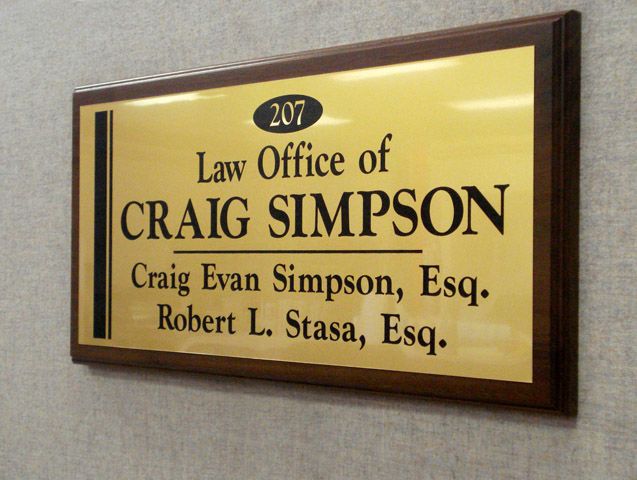 207
Law Office of
CRAIG SIMPSON
Craig Evan Simpson, Esq.
Robert L. Stasa, Esq.